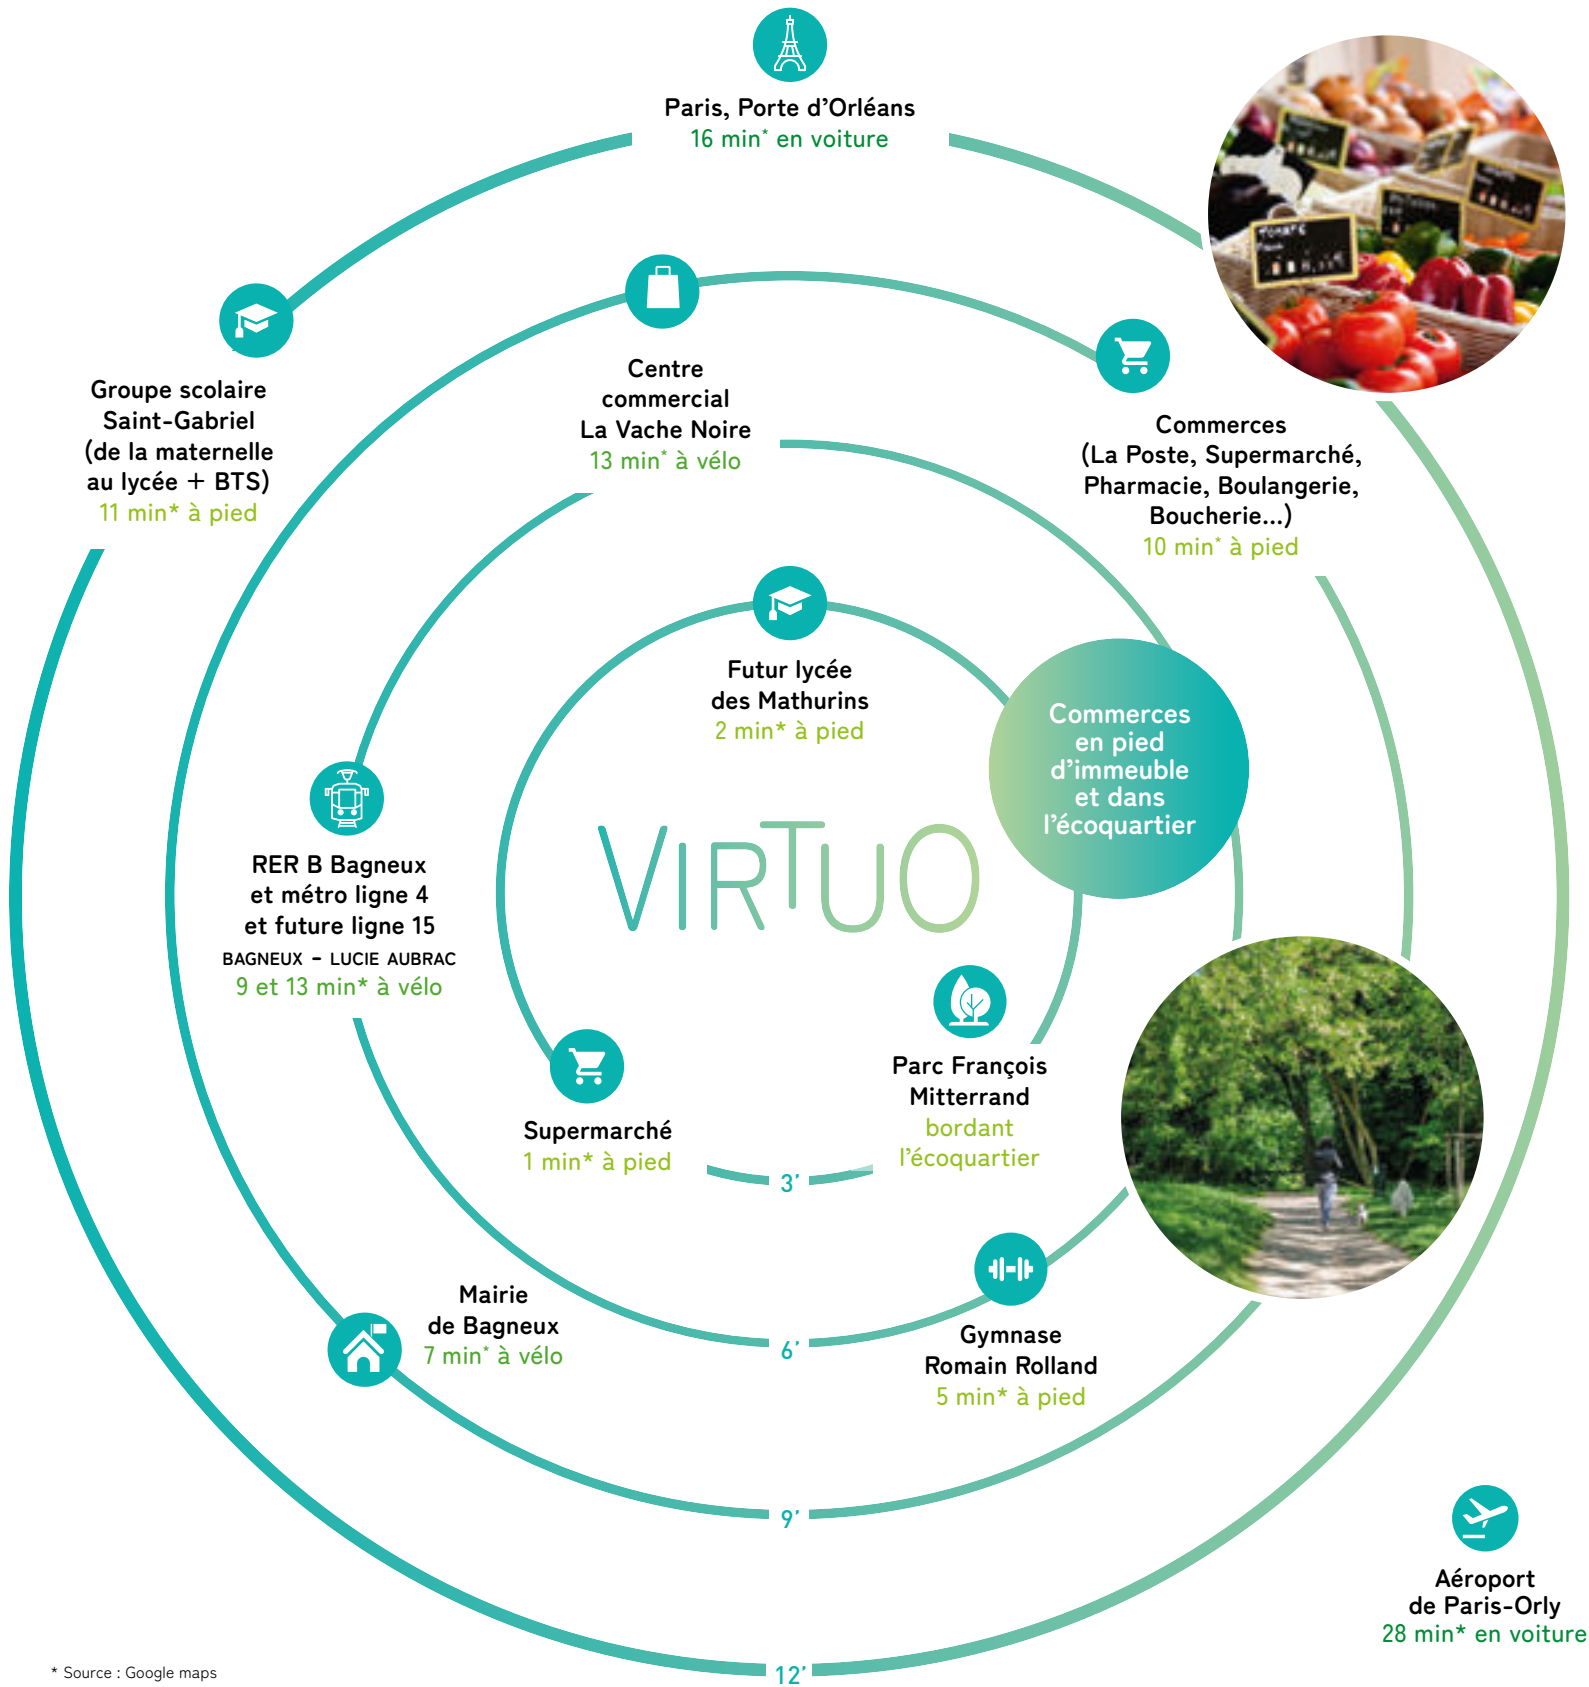 Paris, Porte d'Orléans
16 min* en voiture
Groupe scolaire
Saint-Gabriel
(de la maternelle
au lycée + BTS)
11 min* à pied
Centre
commercial
La Vache Noire
13 min* à vélo
Commerces
(La Poste, Supermarché,
Pharmacie, Boulangerie,
Boucherie...)
10 min* à pied
Futur lycée
des Mathurins
2 min* à pied
Commerces
en pied
d'immeuble
et dans
l'écoquartier
VIRTUO
RER B Bagneux
et métro ligne 4
et future ligne 15
BAGNEUX – LUCIE AUBRAC
9 et 13 min* à vélo
Parc François
Mitterrand
bordant
l'écoquartier
Supermarché
1 min* à pied
3'
Mairie
de Bagneux
7 min* à vélo
6'
Gymnase
Romain Rolland
5 min* à pied
9'
Aéroport
de Paris-Orly
28 min* en voiture
12'
* Source : Google maps